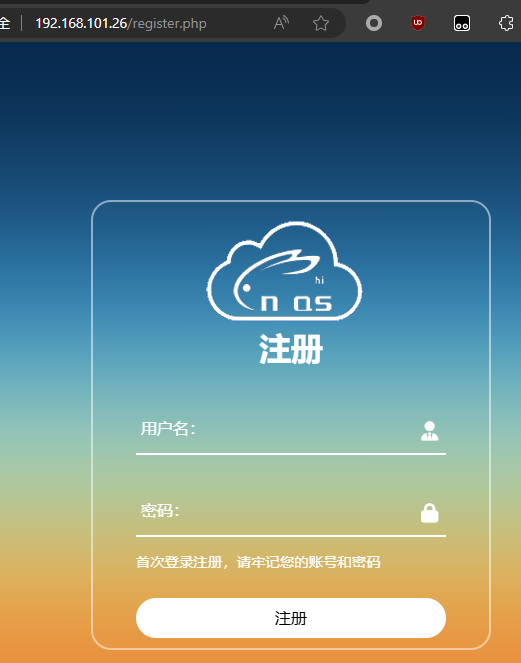 全 192.168.101.26/register.php
hi
n as
注册
用户名：
密码：
首次登录注册，请牢记您的账号和密码
注册